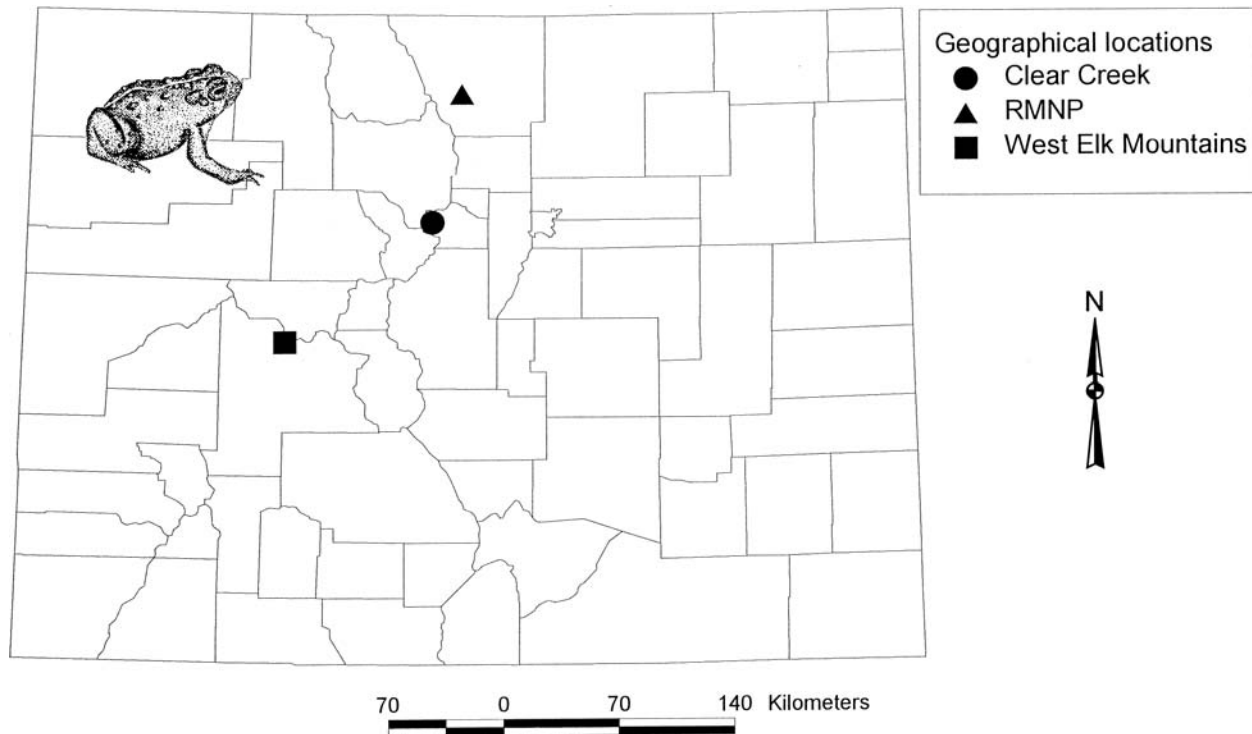 Geographical locations
Clear Creek
RMNP
West Elk Mountains
N
70 0 70 140 Kilometers